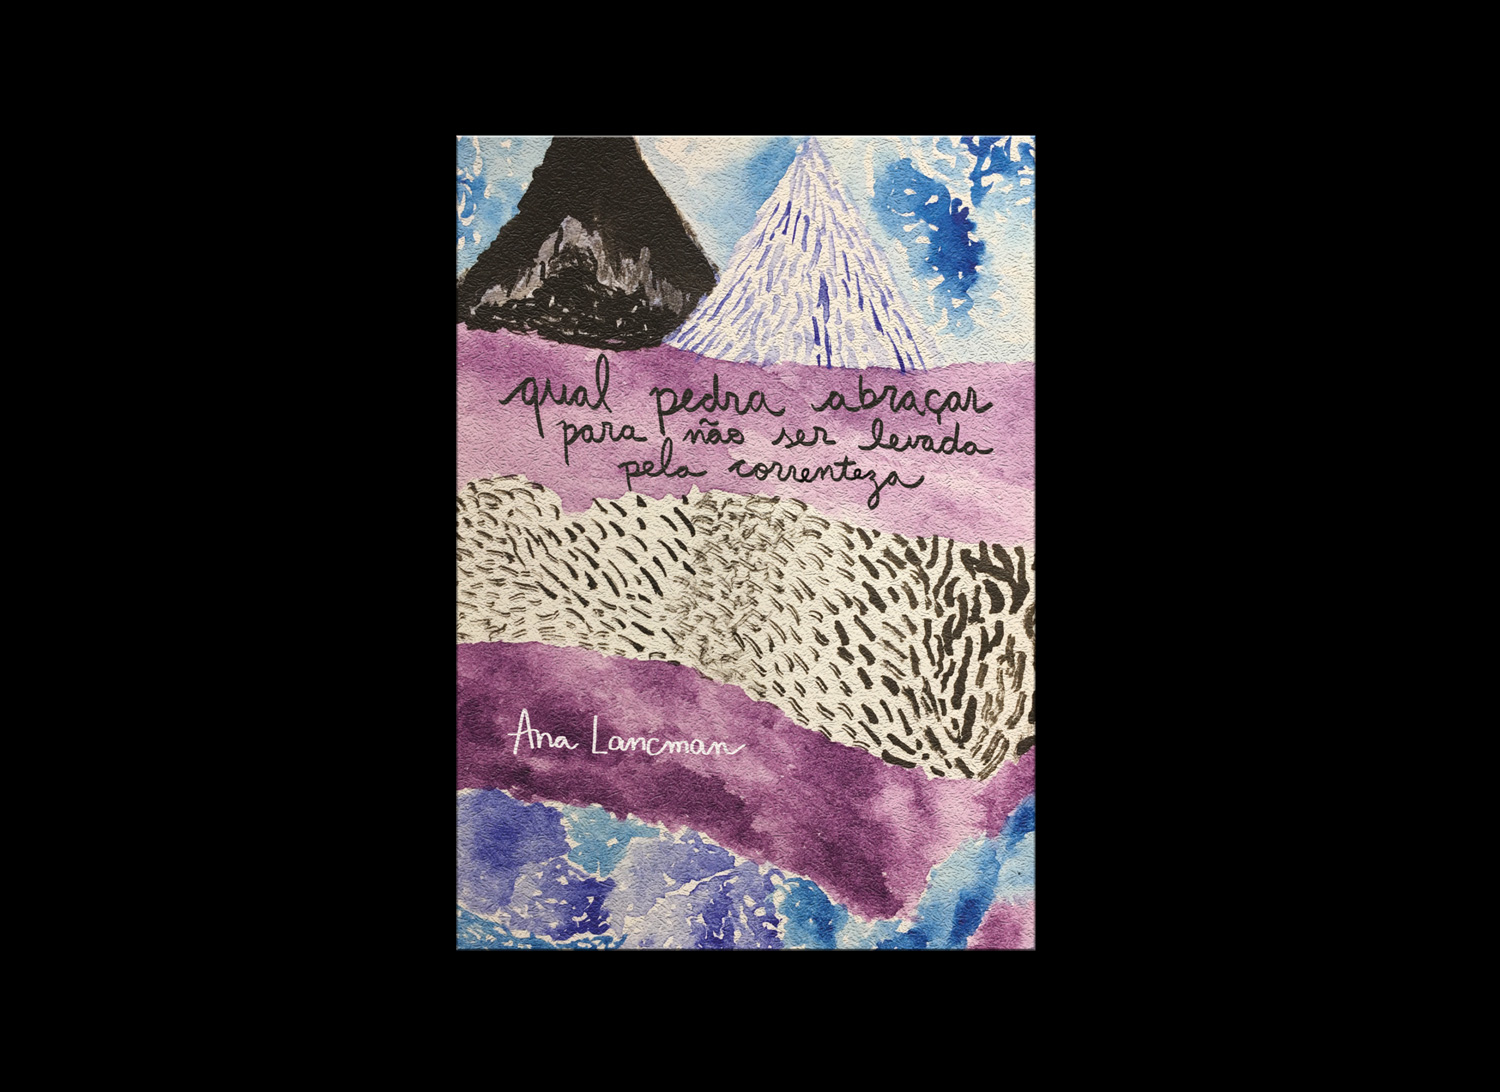 qual pedra abraçar
para não ser levada
pela correnteza
Ana Lancman